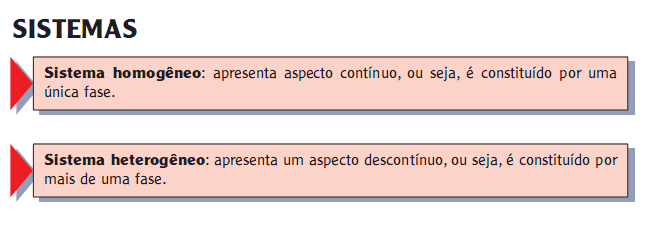 SISTEMAS
Sistema homogêneo: apresenta aspecto contínuo, ou seja, é constituído por uma
única fase.
Sistema heterogêneo: apresenta um aspecto descontínuo, ou seja, é constituído por
mais de uma fase.